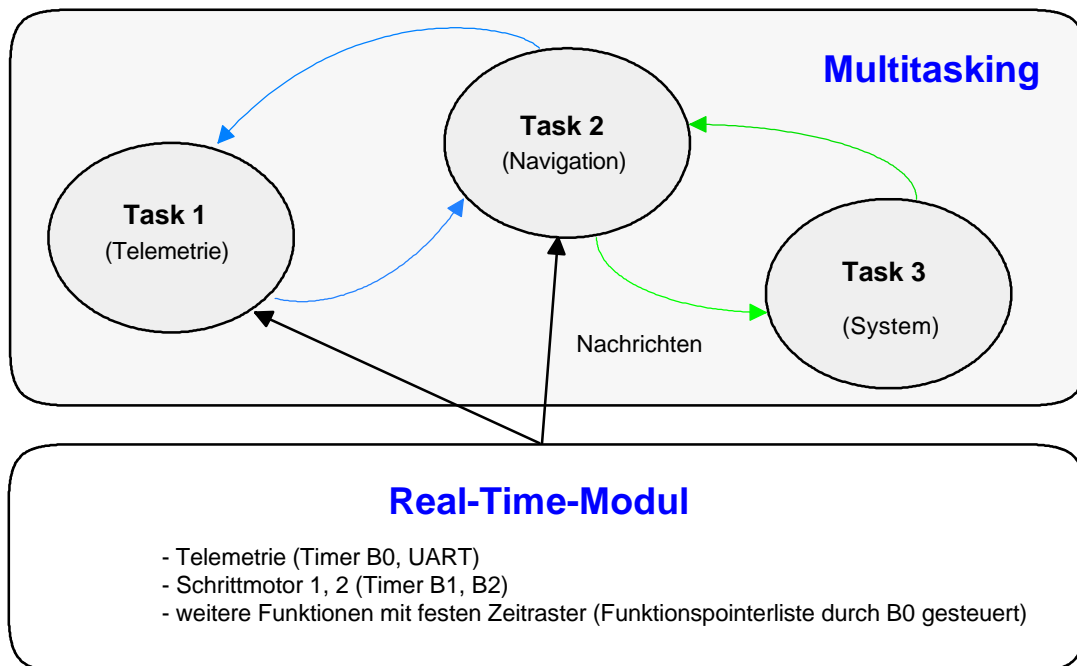 Multitasking
Task 2
(Navigation)
Task 1
(Telemetrie)
Task 3
(System)
Nachrichten
Real-Time-Modul
- Telemetrie (Timer B0, UART)
- Schrittmotor 1, 2 (Timer B1, B2)
- weitere Funktionen mit festen Zeitraster (Funktionspointerliste durch B0 gesteuert)